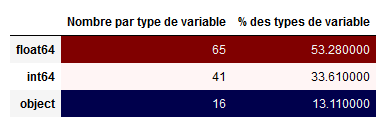 Nombre par type de variable % des types de variable
float64 65 53.280000
int64 41 33.610000
object 16 13.110000